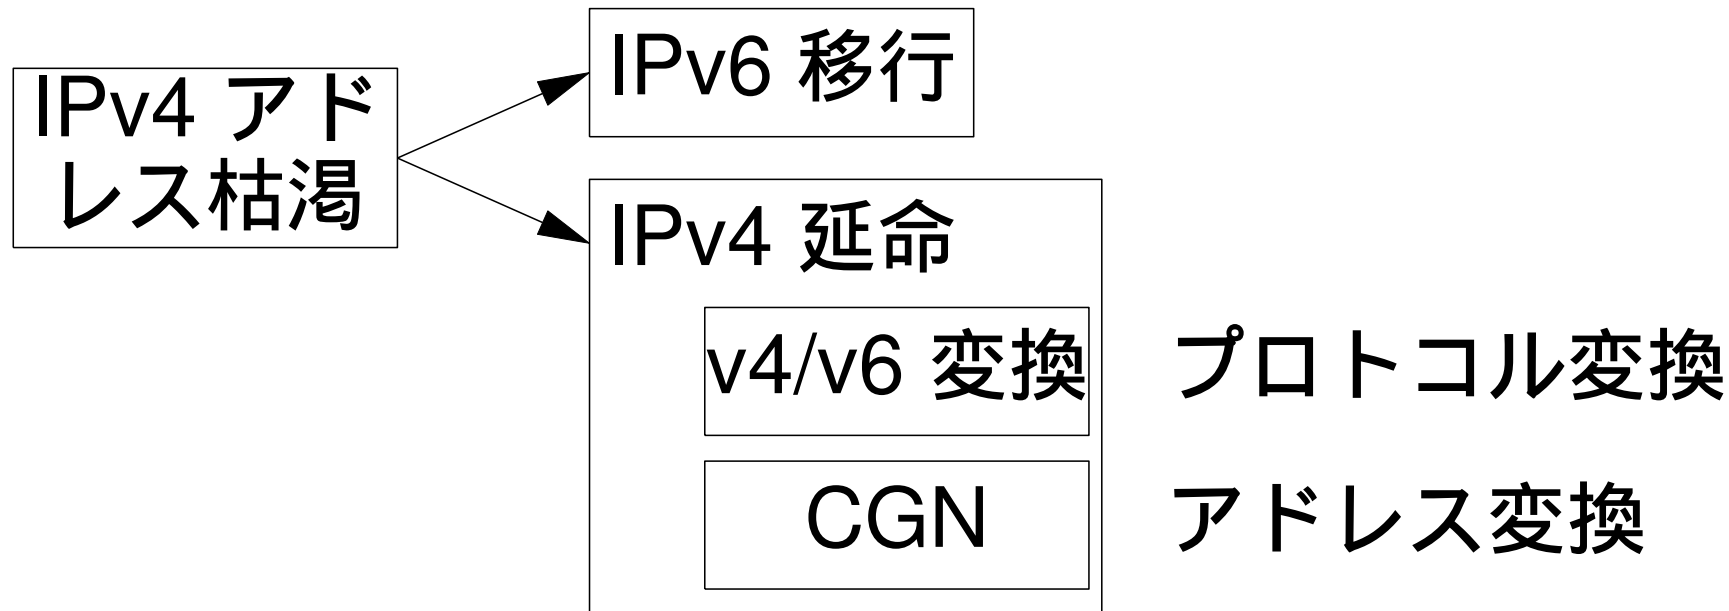 IPv4 アド
レス枯渇
IPv6 移行
IPv4 延命
v4/v6 変換
プロトコル変換
CGN
アドレス変換